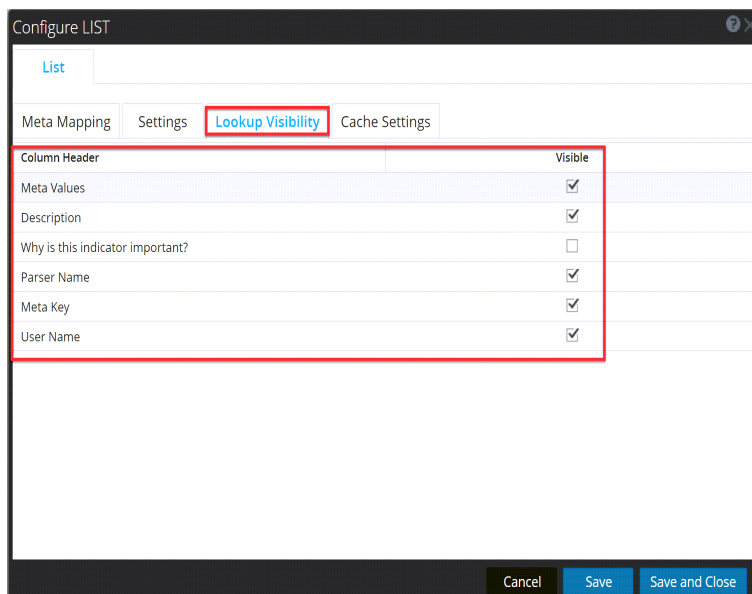 Configure LIST
List
Meta Mapping Settings Lookup Visibility Cache Settings
Column Header Visible
Meta Values
Description
Why is this indicator important?
Parser Name
Meta Key
User Name
Cancel Save Save and Close